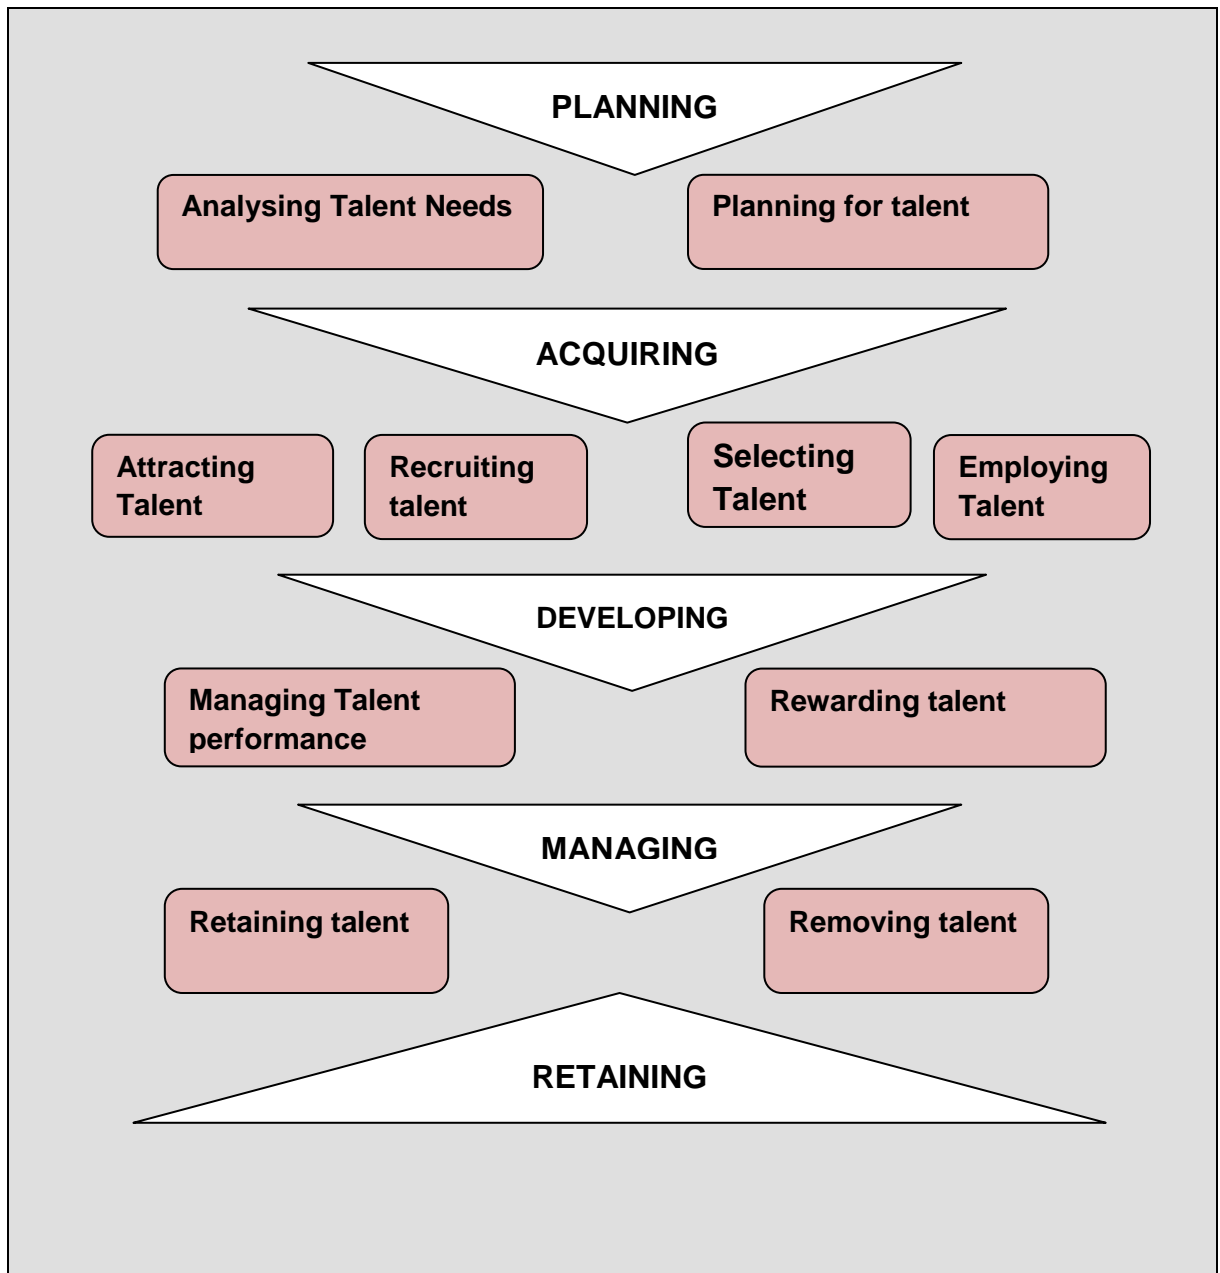 PLANNING
Analysing Talent Needs
Planning for talent
ACQUIRING
Attracting
Talent
Recruiting
talent
Selecting
Talent
Employing
Talent
DEVELOPING
Managing Talent
performance
Rewarding talent
MANAGING
Retaining talent
Removing talent
RETAINING